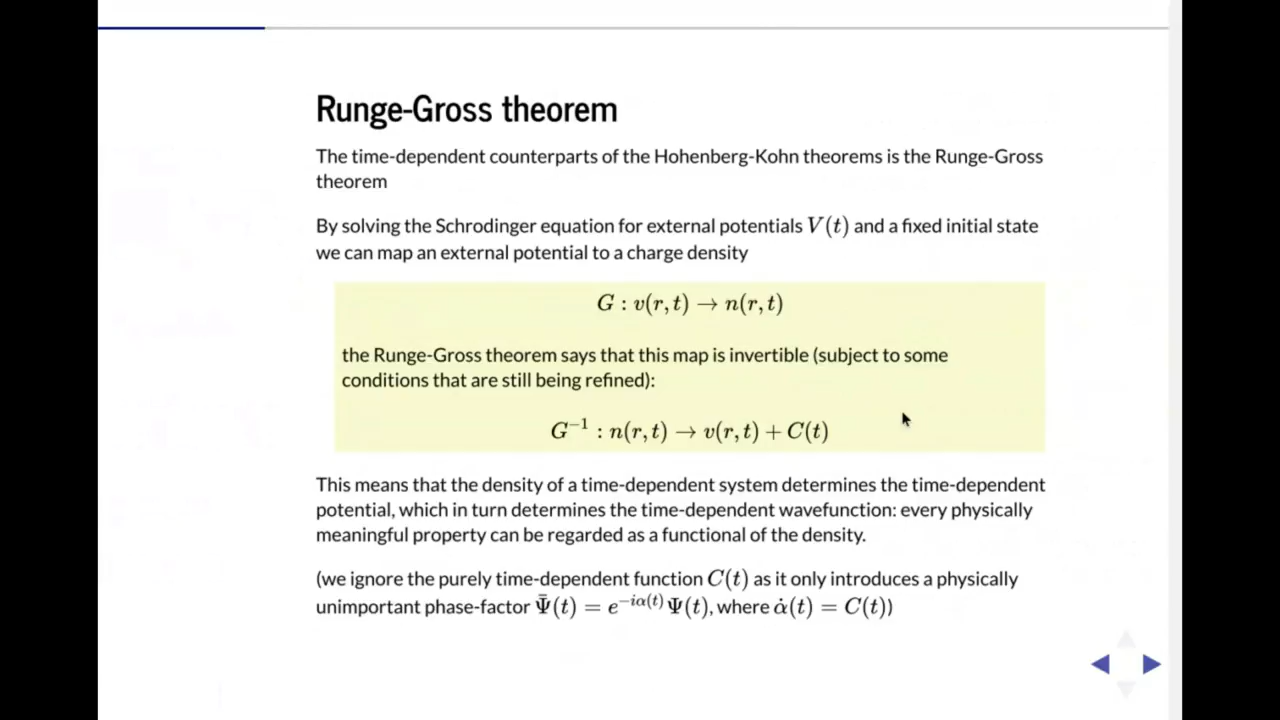 Runge-Gross theorem
The time-dependent counterparts of the Hohenberg-Kohn theorems is the Runge-Gross
theorem
By solving the Schrodinger equation for external potentials V(t) and a fixed initial state
we can map an external potential to a charge density
G : v(r, t) → n(r, t)
the Runge-Gross theorem says that this map is invertible (subject to some
conditions that are still being refined):
G⁻¹ : n(r, t) → v(r, t) + C(t)
This means that the density of a time-dependent system determines the time-dependent
potential, which in turn determines the time-dependent wavefunction: every physically
meaningful property can be regarded as a functional of the density.
(we ignore the purely time-dependent function C(t) as it only introduces a physically
unimportant phase-factor Ψ̄(t) = e^{−iα(t)} Ψ(t), where α̇(t) = C(t))